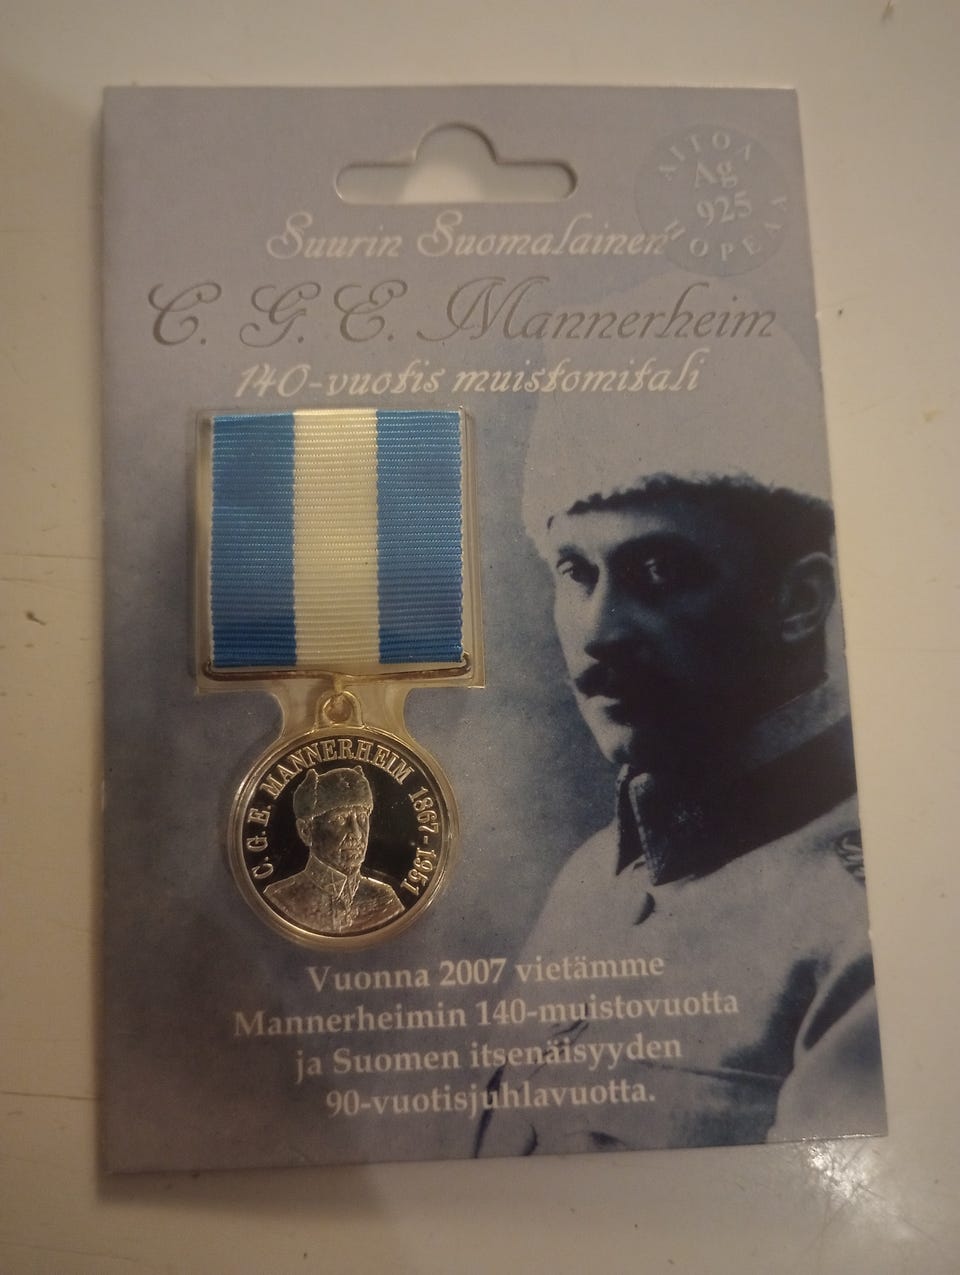 AITOA
Ag
925
HOPEAA
Suurin Suomalainen
C. G. E. Mannerheim
140-vuotis muistomitali
C. G. E. MANNERHEIM 1867-1951
Vuonna 2007 vietämme
Mannerheimin 140-muistovuotta
ja Suomen itsenäisyyden
90-vuotisjuhlavuotta.